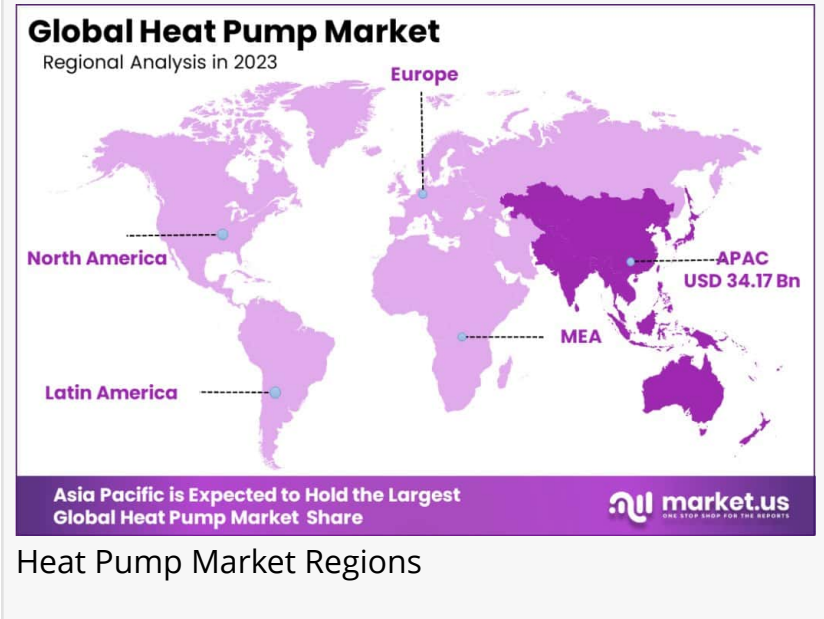 Global Heat Pump Market
Regional Analysis in 2023
Europe
North America
APAC
USD 34.17 Bn
MEA
Latin America
Asia Pacific is Expected to Hold the Largest
Global Heat Pump Market Share
market.us
ONE STOP SHOP FOR THE REPORTS
Heat Pump Market Regions